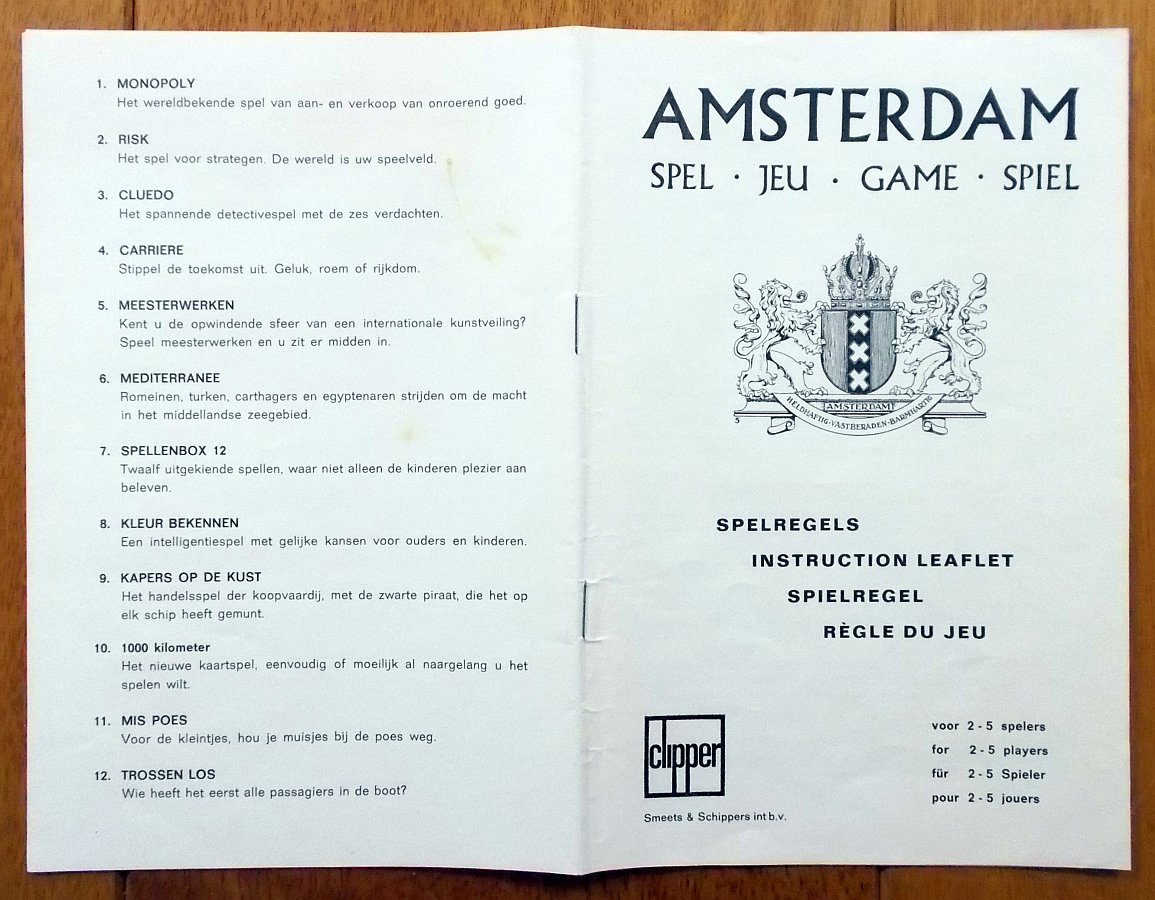 1. MONOPOLY
Het wereldbekende spel van aan- en verkoop van onroerend goed.
2. RISK
Het spel voor strategen. De wereld is uw speelveld.
3. CLUEDO
Het spannende detectivespel met de zes verdachten.
4. CARRIERE
Stippel de toekomst uit. Geluk, roem of rijkdom.
5. MEESTERWERKEN
Kent u de opwindende sfeer van een internationale kunstveiling?
Speel meesterwerken en u zit er midden in.
6. MEDITERRANEE
Romeinen, turken, carthagers en egyptenaren strijden om de macht
in het middellandse zeegebied.
7. SPELLENBOX 12
Twaalf uitgekiende spellen, waar niet alleen de kinderen plezier aan
beleven.
8. KLEUR BEKENNEN
Een intelligentiespel met gelijke kansen voor ouders en kinderen.
9. KAPERS OP DE KUST
Het handelsspel der koopvaardij, met de zwarte piraat, die het op
elk schip heeft gemunt.
10. 1000 kilometer
Het nieuwe kaartspel, eenvoudig of moeilijk al naargelang u het
spelen wilt.
11. MIS POES
Voor de kleintjes, hou je muisjes bij de poes weg.
12. TROSSEN LOS
Wie heeft het eerst alle passagiers in de boot?
AMSTERDAM
SPEL · JEU · GAME · SPIEL
AMSTERDAM
HELDHAFTIG · VASTBERADEN · BARMHARTIG
S
SPELREGELS
INSTRUCTION LEAFLET
SPIELREGEL
RÈGLE DU JEU
clipper
Smeets & Schippers int b.v.
voor 2 - 5 spelers
for 2 - 5 players
für 2 - 5 Spieler
pour 2 - 5 jouers